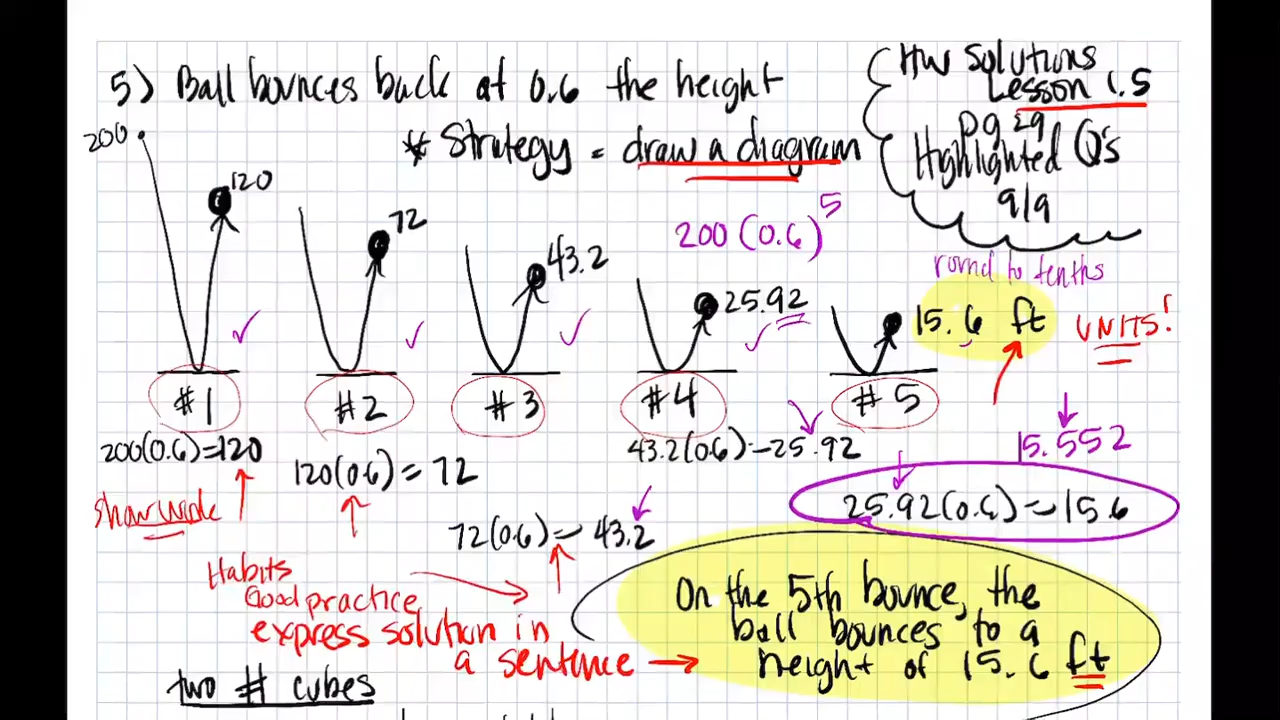 5) Ball bounces back at 0.6 the height
* Strategy = draw a diagram
HW Solutions
Lesson 1.5
pg 29
Highlighted Q's
9/9
200
120
72
43.2
25.92
200(0.6)^5
round to tenths
15.6 ft
UNITS!
#1
#2
#3
#4
#5
200(0.6)=120
120(0.6)=72
72(0.6)=43.2
43.2(0.6)=25.92
15.552
25.92(0.6)=15.6
show work
Habits
Good practice
express solution in
a sentence →
On the 5th bounce, the
ball bounces to a
height of 15.6 ft
two # cubes